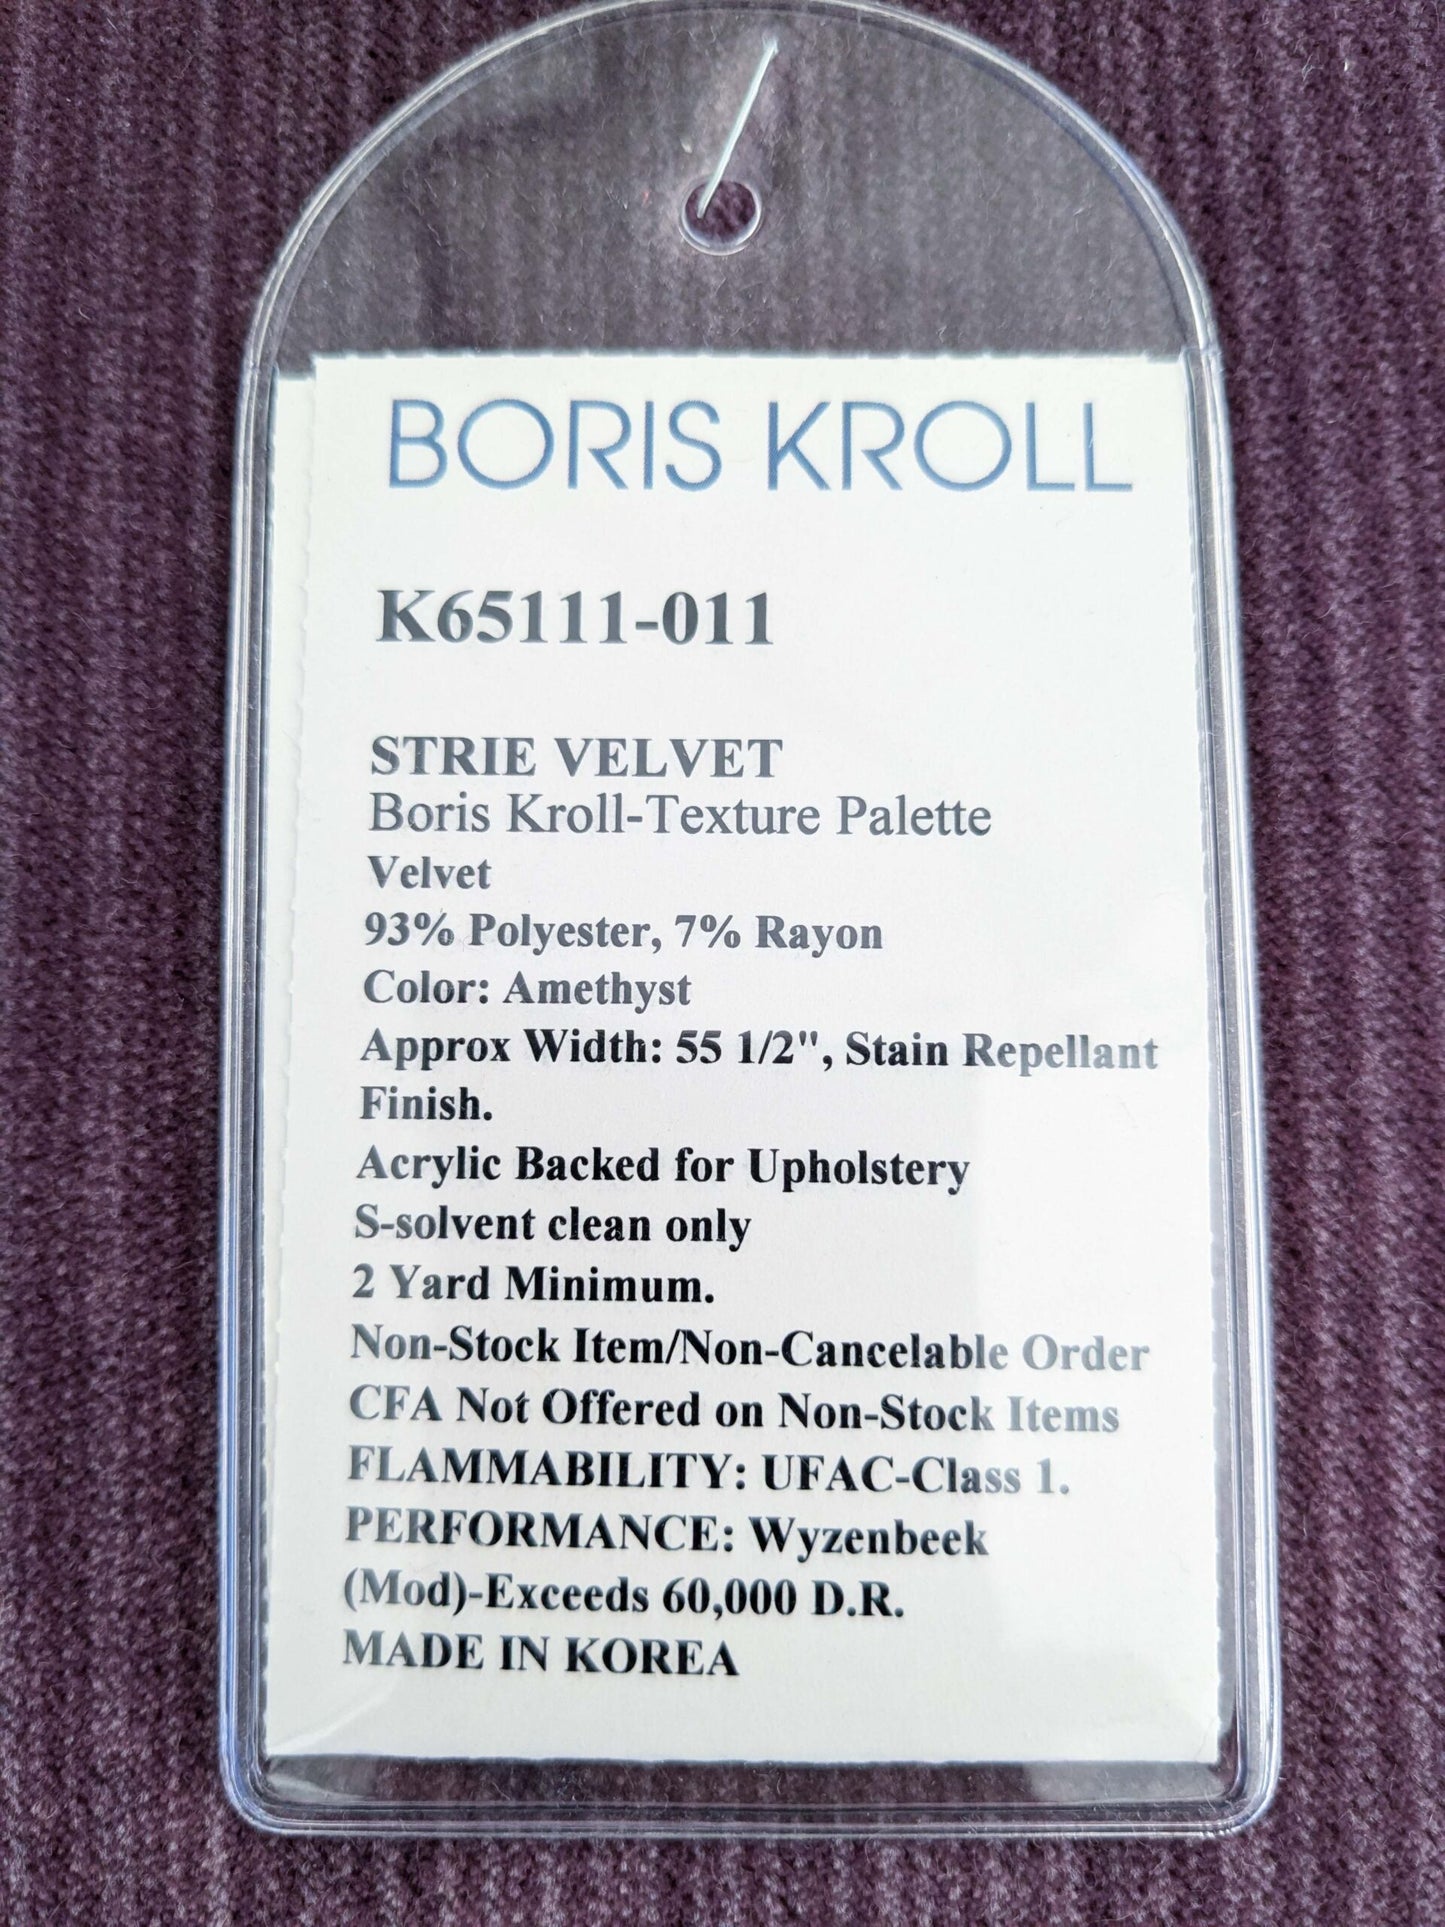 BORIS KROLL
K65111-011
STRIE VELVET
Boris Kroll-Texture Palette
Velvet
93% Polyester, 7% Rayon
Color: Amethyst
Approx Width: 55 1/2", Stain Repellant
Finish.
Acrylic Backed for Upholstery
S-solvent clean only
2 Yard Minimum.
Non-Stock Item/Non-Cancelable Order
CFA Not Offered on Non-Stock Items
FLAMMABILITY: UFAC-Class 1.
PERFORMANCE: Wyzenbeek
(Mod)-Exceeds 60,000 D.R.
MADE IN KOREA